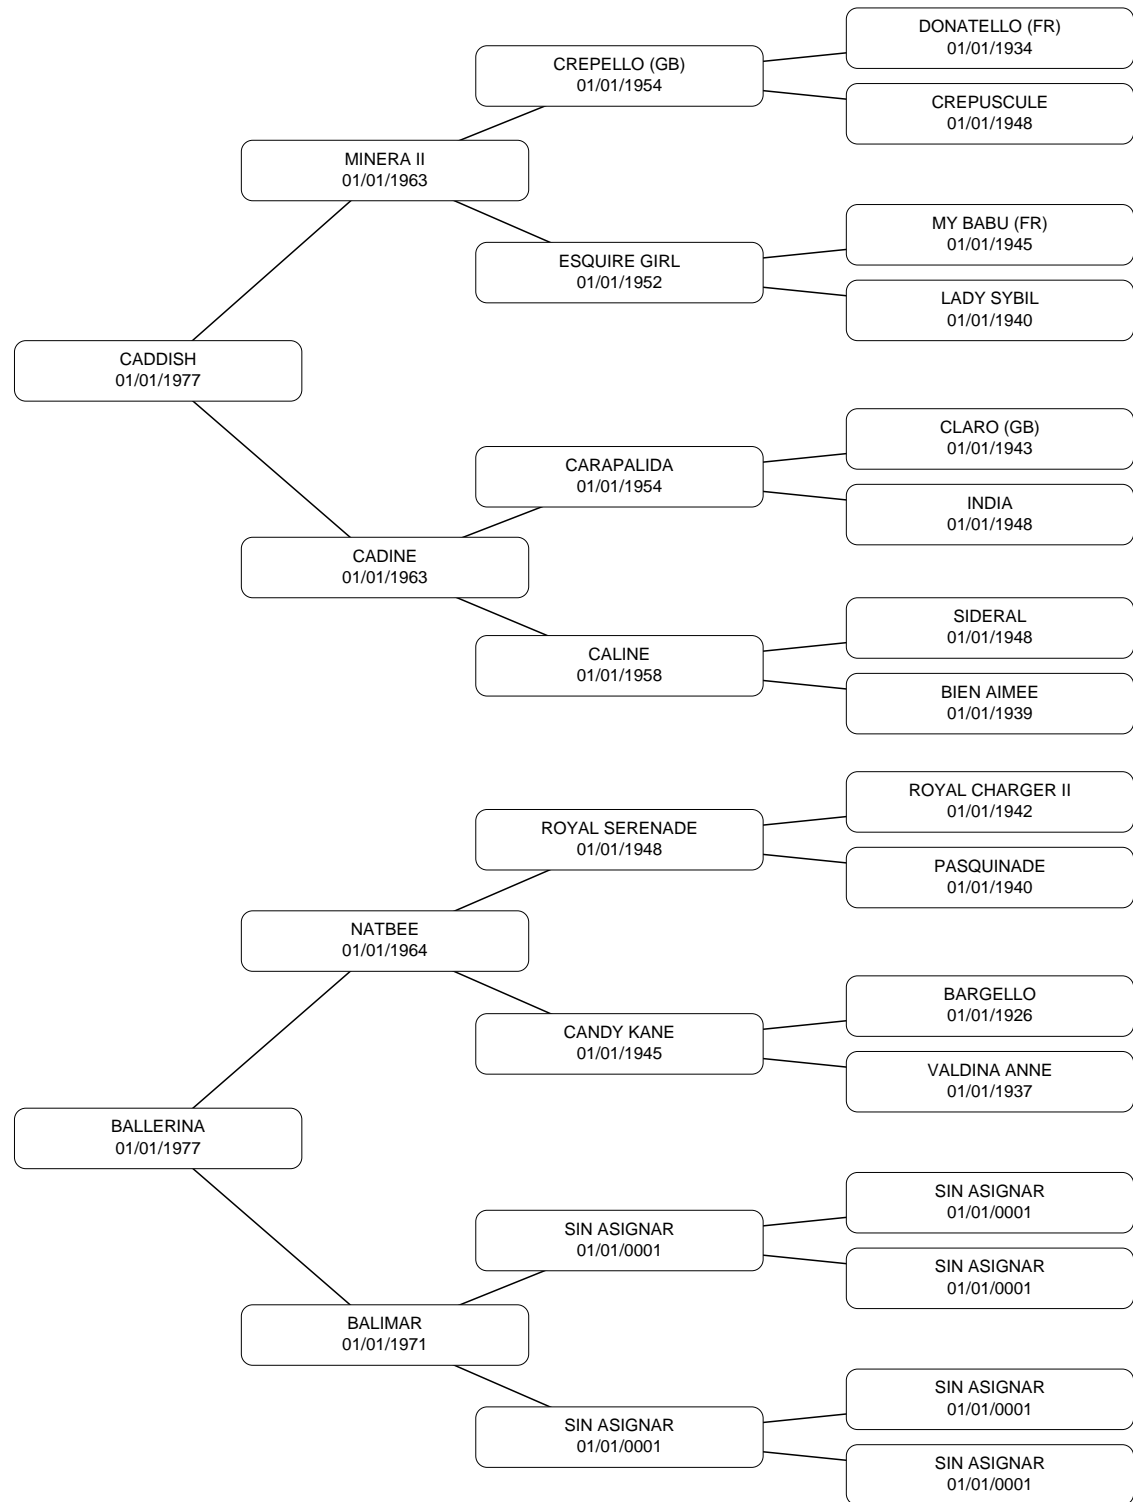 DONATELLO (FR)
01/01/1934
CREPELLO (GB)
01/01/1954
CREPUSCULE
01/01/1948
MINERA II
01/01/1963
MY BABU (FR)
01/01/1945
ESQUIRE GIRL
01/01/1952
LADY SYBIL
01/01/1940
CADDISH
01/01/1977
CLARO (GB)
01/01/1943
CARAPALIDA
01/01/1954
INDIA
01/01/1948
CADINE
01/01/1963
SIDERAL
01/01/1948
CALINE
01/01/1958
BIEN AIMEE
01/01/1939
ROYAL CHARGER II
01/01/1942
ROYAL SERENADE
01/01/1948
PASQUINADE
01/01/1940
NATBEE
01/01/1964
BARGELLO
01/01/1926
CANDY KANE
01/01/1945
VALDINA ANNE
01/01/1937
BALLERINA
01/01/1977
SIN ASIGNAR
01/01/0001
SIN ASIGNAR
01/01/0001
SIN ASIGNAR
01/01/0001
BALIMAR
01/01/1971
SIN ASIGNAR
01/01/0001
SIN ASIGNAR
01/01/0001
SIN ASIGNAR
01/01/0001